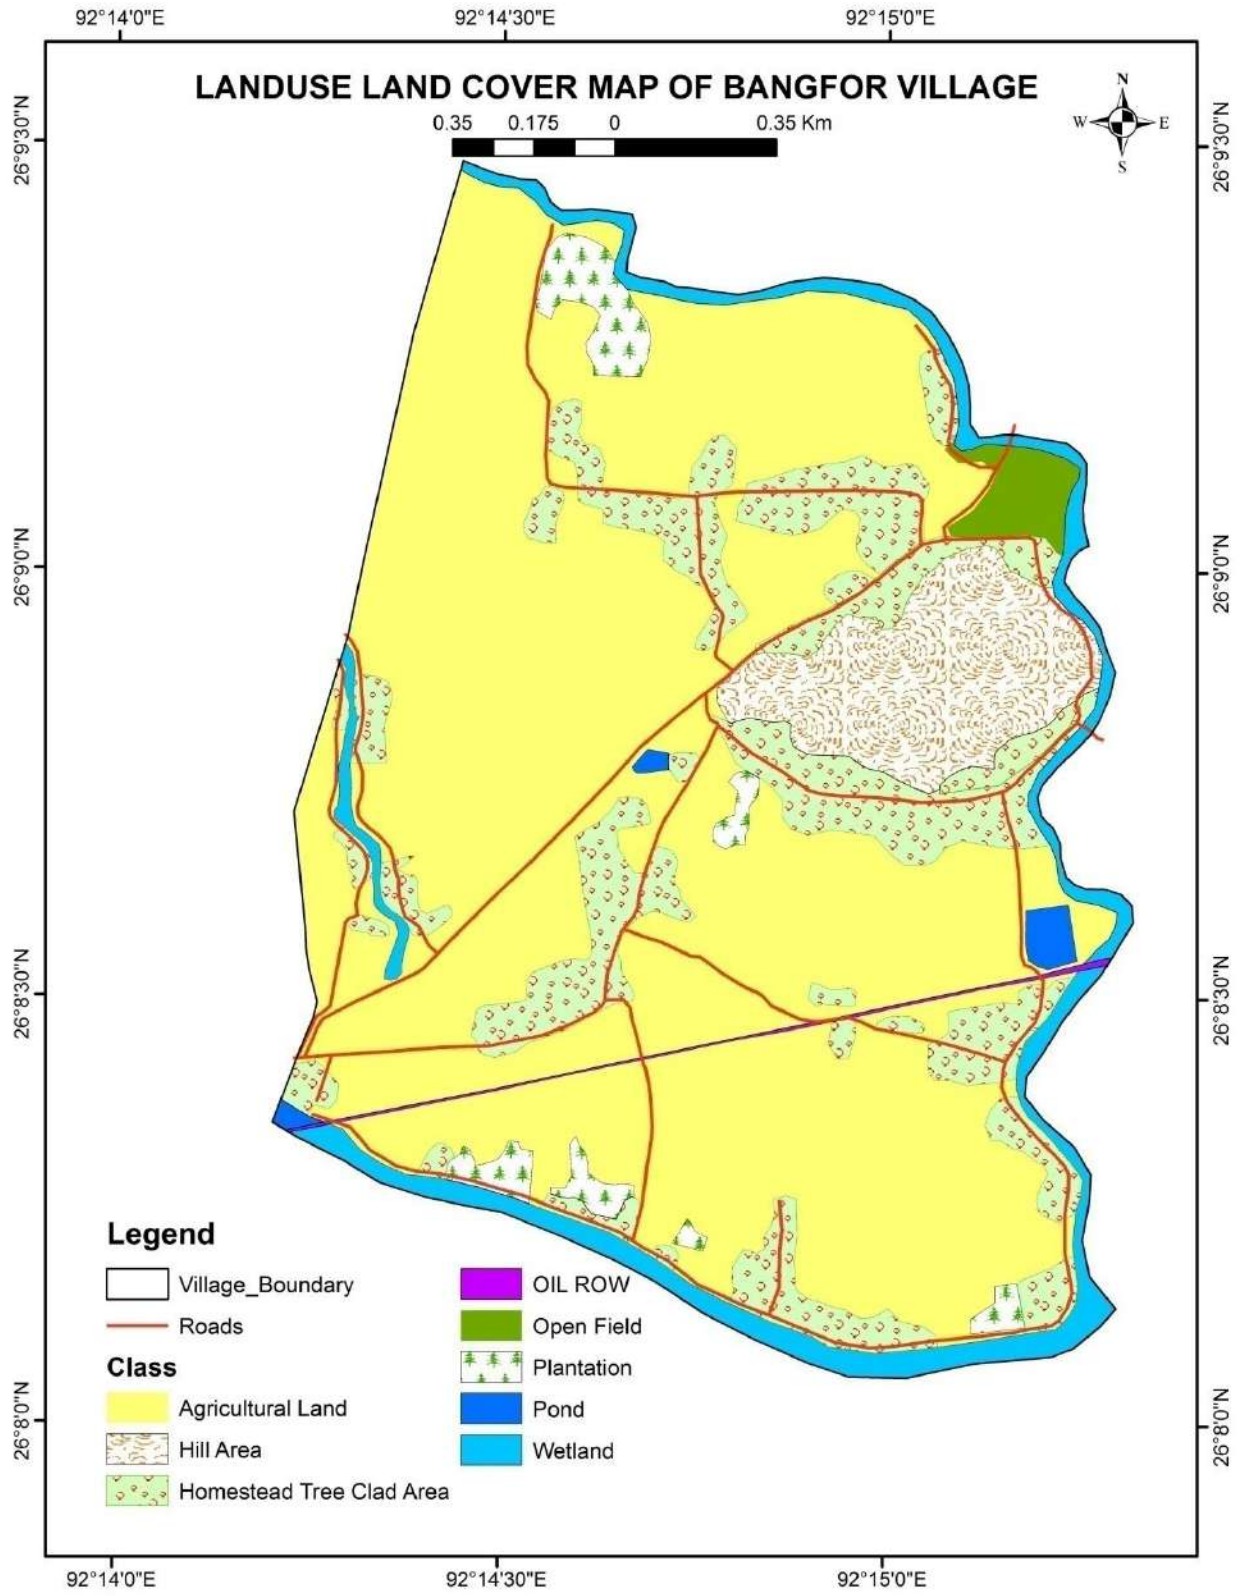 92°14'0"E 92°14'30"E 92°15'0"E
LANDUSE LAND COVER MAP OF BANGFOR VILLAGE
0.35 0.175 0 0.35 Km
N
W E
S
26°9'30"N 26°9'30"N
26°9'0"N 26°9'0"N
26°8'30"N 26°8'30"N
Legend
Village_Boundary
Roads
Class
Agricultural Land
Hill Area
Homestead Tree Clad Area
OIL ROW
Open Field
Plantation
Pond
Wetland
26°8'0"N 26°8'0"N
92°14'0"E 92°14'30"E 92°15'0"E